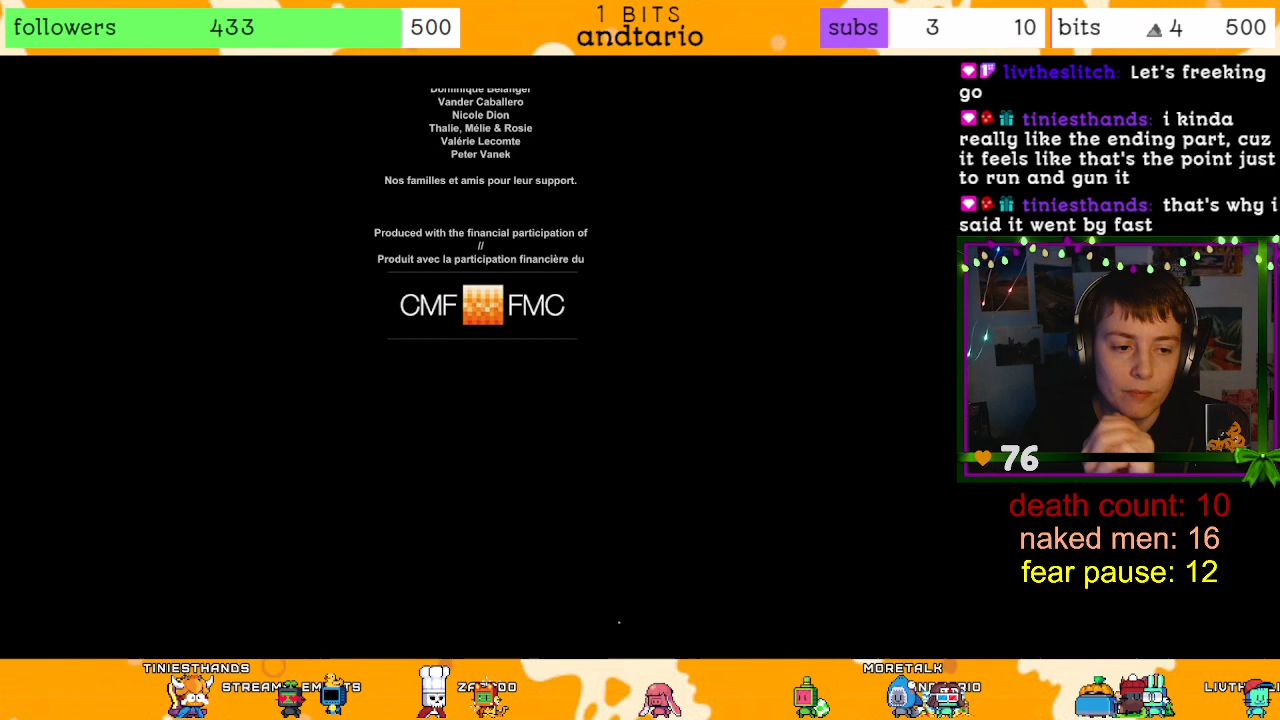 followers 433 500
1 BITS
andtario
subs 3 10
bits 4 500
Dominique Bélanger
Vander Caballero
Nicole Dion
Thalie, Mélie & Rosie
Valérie Lecomte
Peter Vanek
Nos familles et amis pour leur support.
Produced with the financial participation of
//
Produit avec la participation financière du
CMF FMC
livtheslitch: Let's freeking
go
tiniesthands: i kinda
really like the ending part, cuz
it feels like that's the point just
to run and gun it
tiniesthands: that's why i
said it went by fast
76
death count: 10
naked men: 16
fear pause: 12
TINIESTHANDS
MORETALK